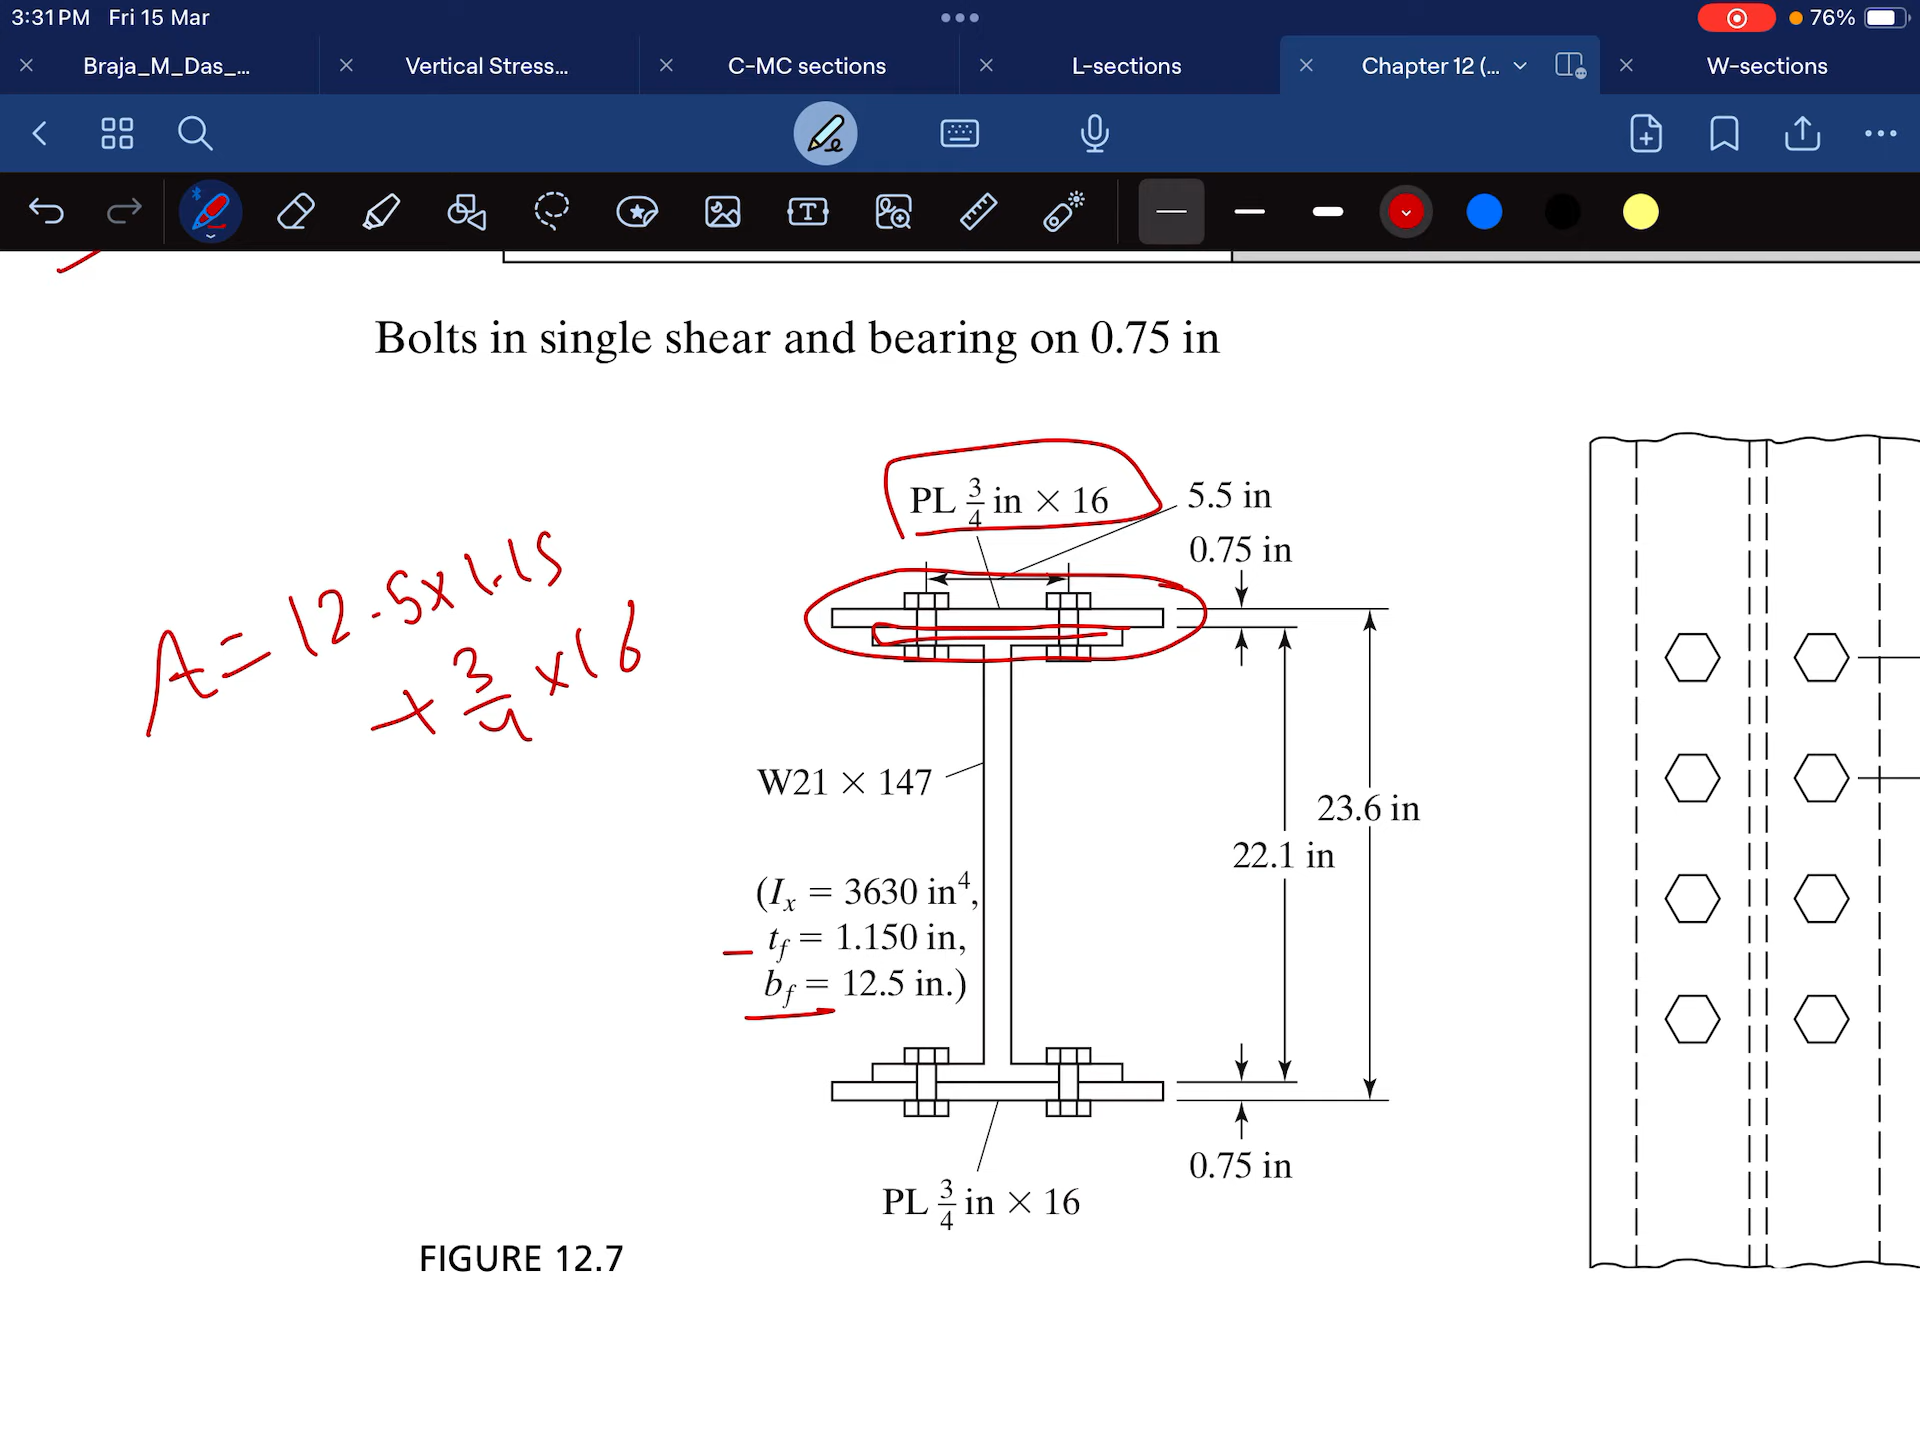 3:31 PM Fri 15 Mar
76%
Braja_M_Das_...
Vertical Stress...
C-MC sections
L-sections
Chapter 12 (...
W-sections
Bolts in single shear and bearing on 0.75 in
PL 3/4 in × 16
5.5 in
0.75 in
A = 12.5 x 1.15
+ 3/4 x 16
W21 × 147
23.6 in
22.1 in
(Ix = 3630 in⁴,
tf = 1.150 in,
bf = 12.5 in.)
0.75 in
PL 3/4 in × 16
FIGURE 12.7